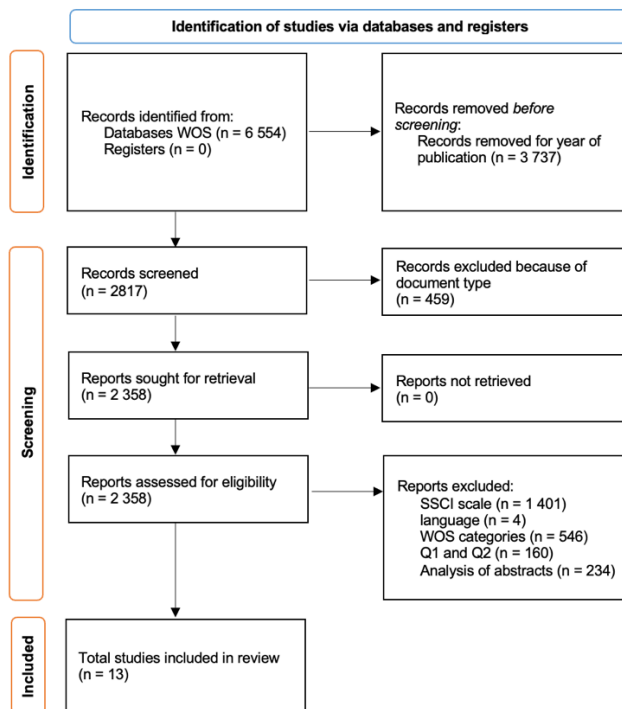 Identification of studies via databases and registers
Identification
Records identified from:
Databases WOS (n = 6 554)
Registers (n = 0)
Records removed before
screening:
Records removed for year of
publication
(n = 3 737)
Screening
Records screened
(n = 2817)
Records excluded because of
document type
(n = 459)
Reports sought for retrieval
(n = 2 358)
Reports not retrieved
(n = 0)
Reports assessed for eligibility
(n = 2 358)
Reports excluded:
SSCI scale (n = 1 401)
language (n = 4)
WOS categories (n = 546)
Q1 and Q2 (n = 160)
Analysis of abstracts (n = 234)
Included
Total studies included in review
(n = 13)